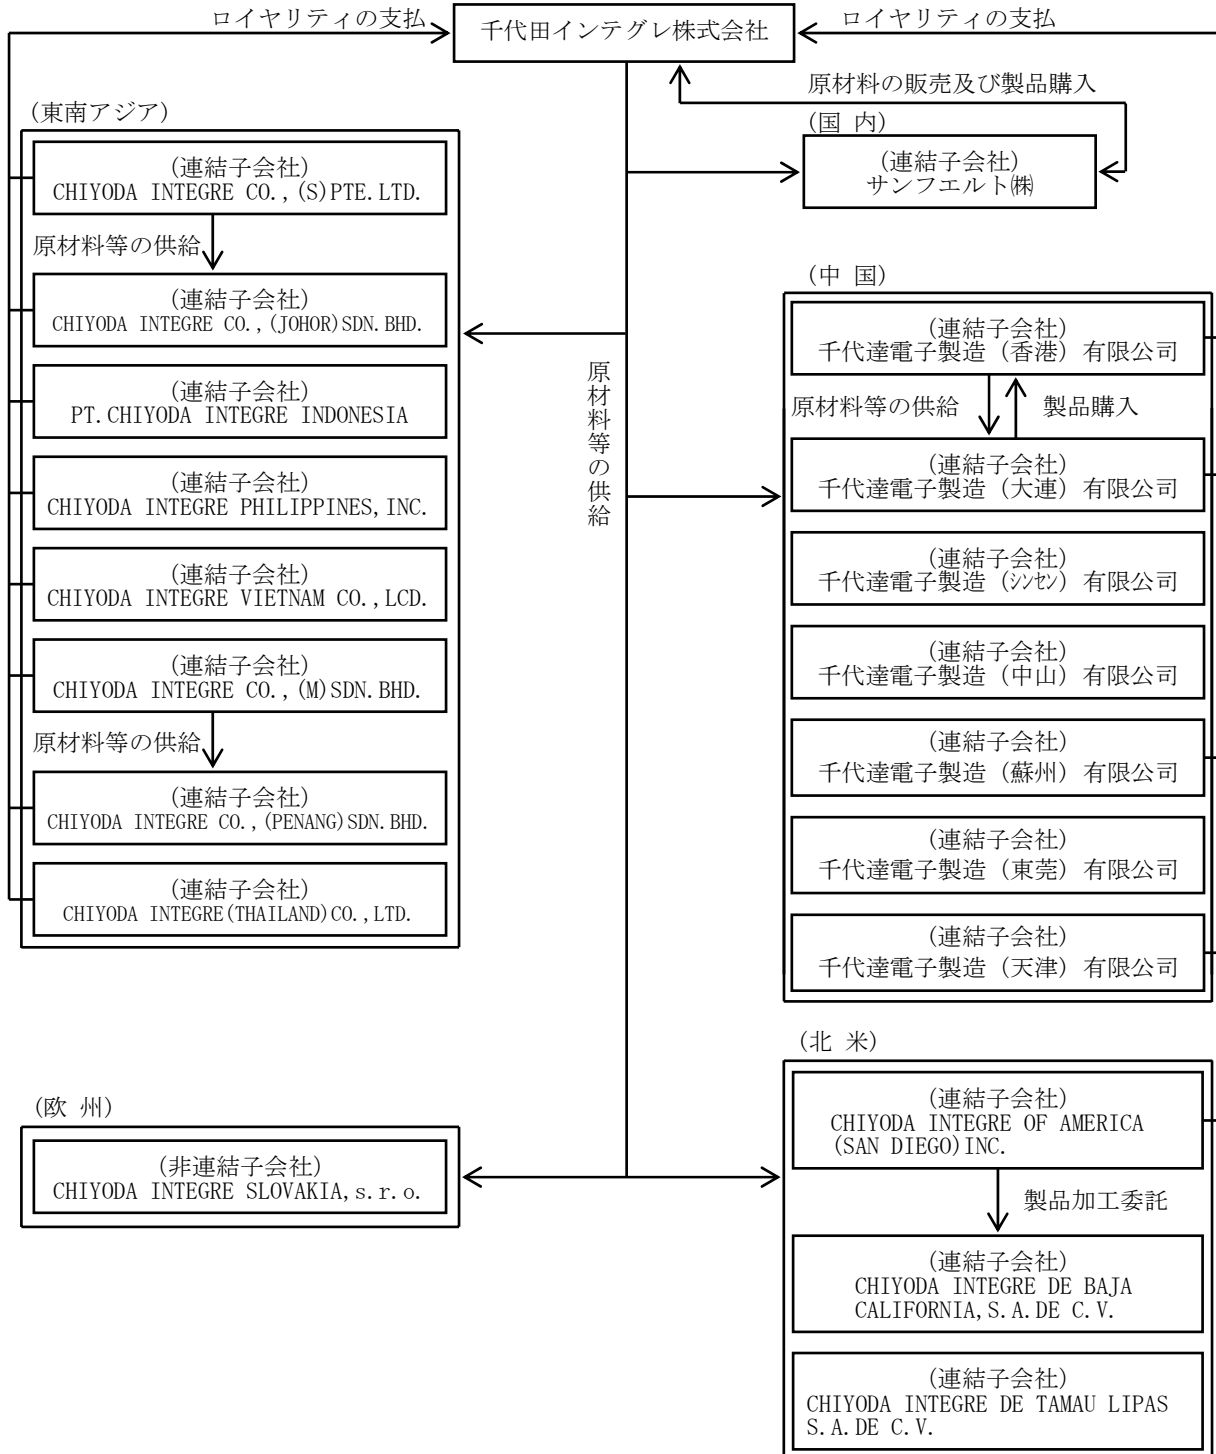 ロイヤリティの支払
千代田インテグレ株式会社
ロイヤリティの支払
原材料の販売及び製品購入
(国 内)
(連結子会社)
サンフエルト㈱
(東南アジア)
(連結子会社)
CHIYODA INTEGRE CO.,(S)PTE.LTD.
原材料等の供給
(連結子会社)
CHIYODA INTEGRE CO.,(JOHOR)SDN.BHD.
(連結子会社)
PT.CHIYODA INTEGRE INDONESIA
(連結子会社)
CHIYODA INTEGRE PHILIPPINES,INC.
(連結子会社)
CHIYODA INTEGRE VIETNAM CO.,LCD.
(連結子会社)
CHIYODA INTEGRE CO.,(M)SDN.BHD.
原材料等の供給
(連結子会社)
CHIYODA INTEGRE CO.,(PENANG)SDN.BHD.
(連結子会社)
CHIYODA INTEGRE(THAILAND)CO.,LTD.
原材料等の供給
(中 国)
(連結子会社)
千代達電子製造（香港）有限公司
原材料等の供給
製品購入
(連結子会社)
千代達電子製造（大連）有限公司
(連結子会社)
千代達電子製造（ｼﾝｾﾝ）有限公司
(連結子会社)
千代達電子製造（中山）有限公司
(連結子会社)
千代達電子製造（蘇州）有限公司
(連結子会社)
千代達電子製造（東莞）有限公司
(連結子会社)
千代達電子製造（天津）有限公司
(欧 州)
(非連結子会社)
CHIYODA INTEGRE SLOVAKIA,s.r.o.
(北 米)
(連結子会社)
CHIYODA INTEGRE OF AMERICA
(SAN DIEGO)INC.
製品加工委託
(連結子会社)
CHIYODA INTEGRE DE BAJA
CALIFORNIA,S.A.DE C.V.
(連結子会社)
CHIYODA INTEGRE DE TAMAU LIPAS
S.A.DE C.V.